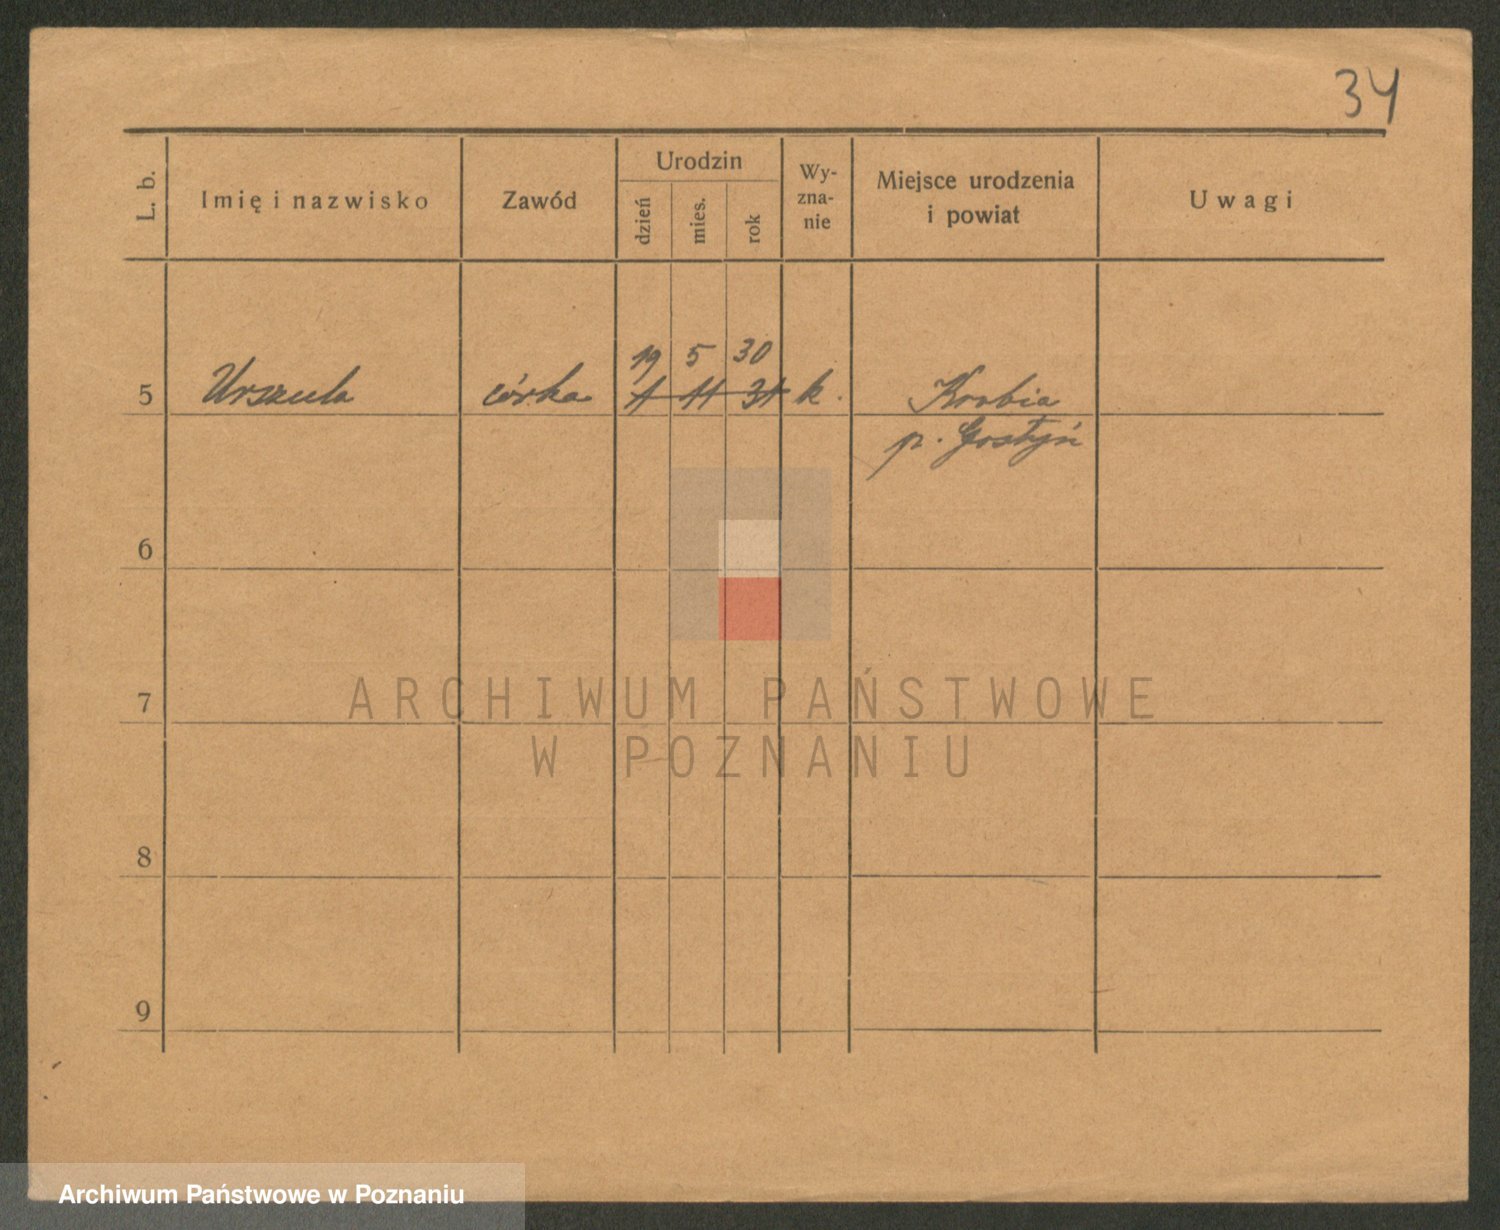 34
L. b.
Imię i nazwisko
Zawód
Urodzin
dzień
mies.
rok
Wy-
zna-
nie
Miejsce urodzenia
i powiat
Uwagi
19 5 30
5 Urszula córka 1 11 31 k. Krobia
p. Gostyń
6
7
8
9
ARCHIWUM PAŃSTWOWE
W POZNANIU
Archiwum Państwowe w Poznaniu